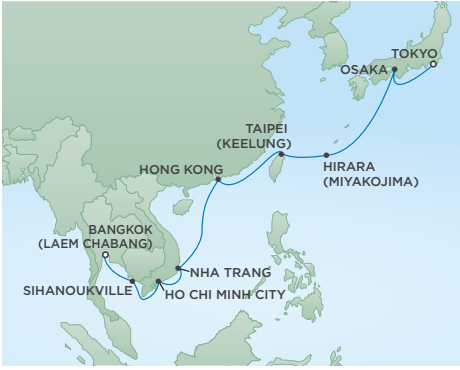 TOKYO
OSAKA
TAIPEI
(KEELUNG)
HIRARA
(MIYAKOJIMA)
HONG KONG
BANGKOK
(LAEM CHABANG)
NHA TRANG
SIHANOUKVILLE
HO CHI MINH CITY